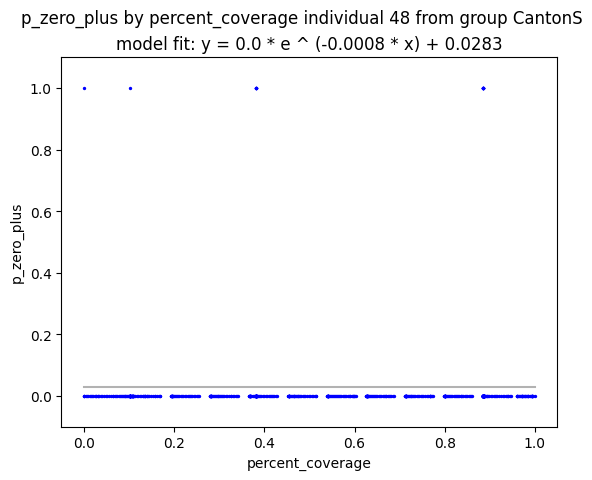 p_zero_plus by percent_coverage individual 48 from group CantonS
model fit: y = 0.0 * e ^ (-0.0008 * x) + 0.0283
1.0
0.8
0.6
0.4
0.2
0.0
p_zero_plus
0.0 0.2 0.4 0.6 0.8 1.0
percent_coverage